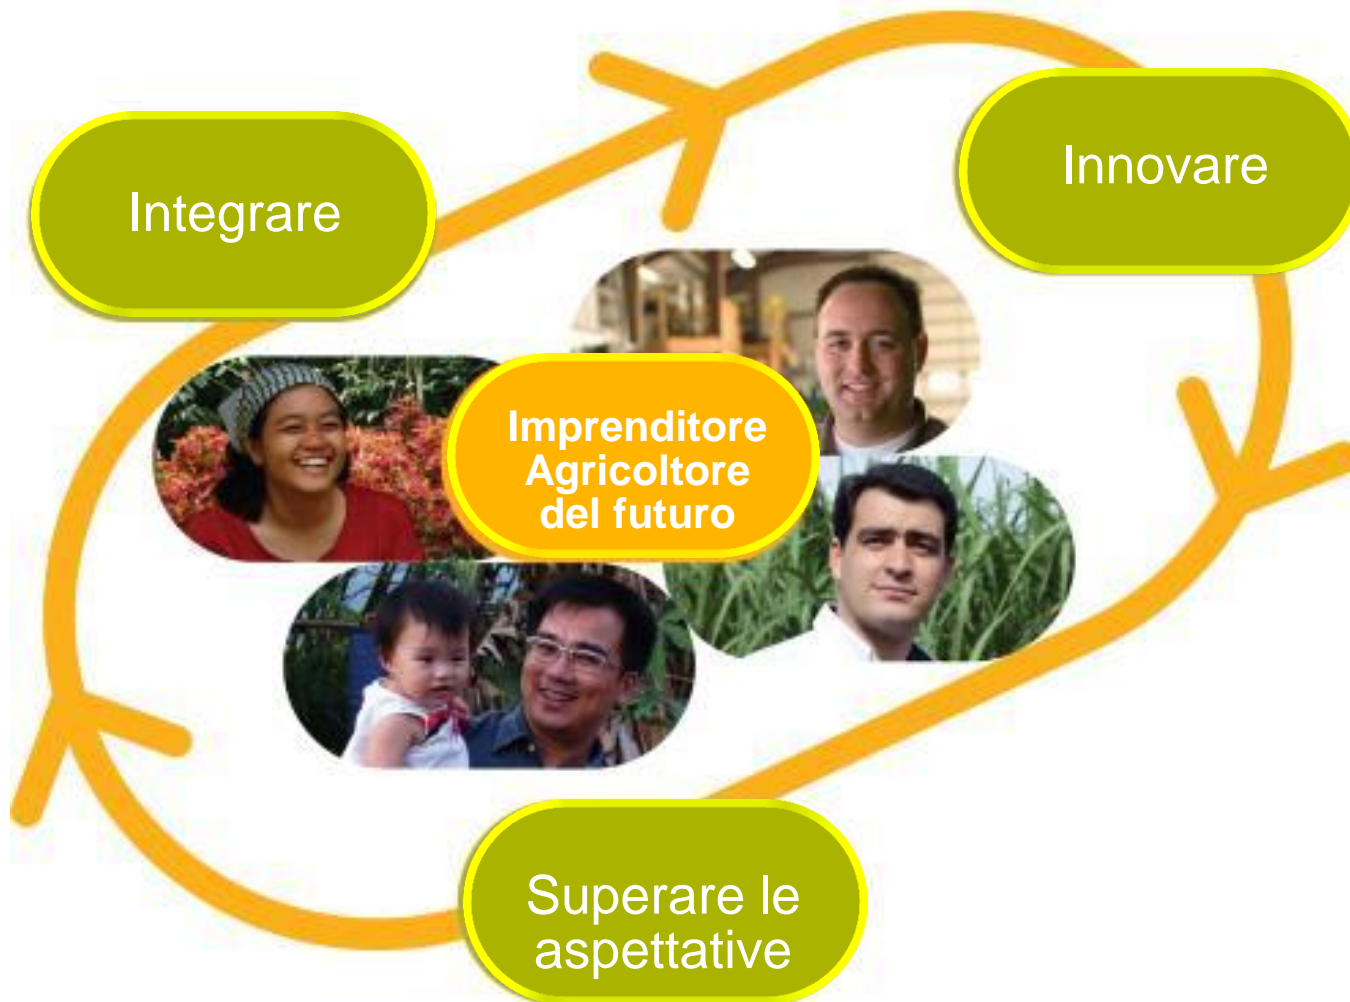 Integrare
Innovare
Imprenditore
Agricoltore
del futuro
Superare le
aspettative